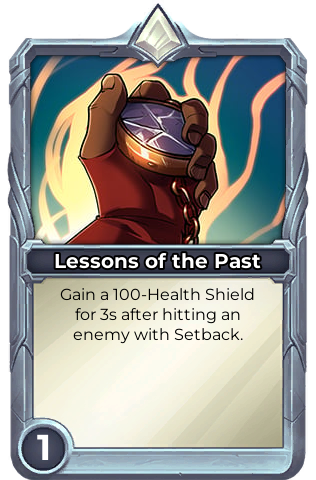 Lessons of the Past
Gain a 100-Health Shield
for 3s after hitting an
enemy with Setback.
1